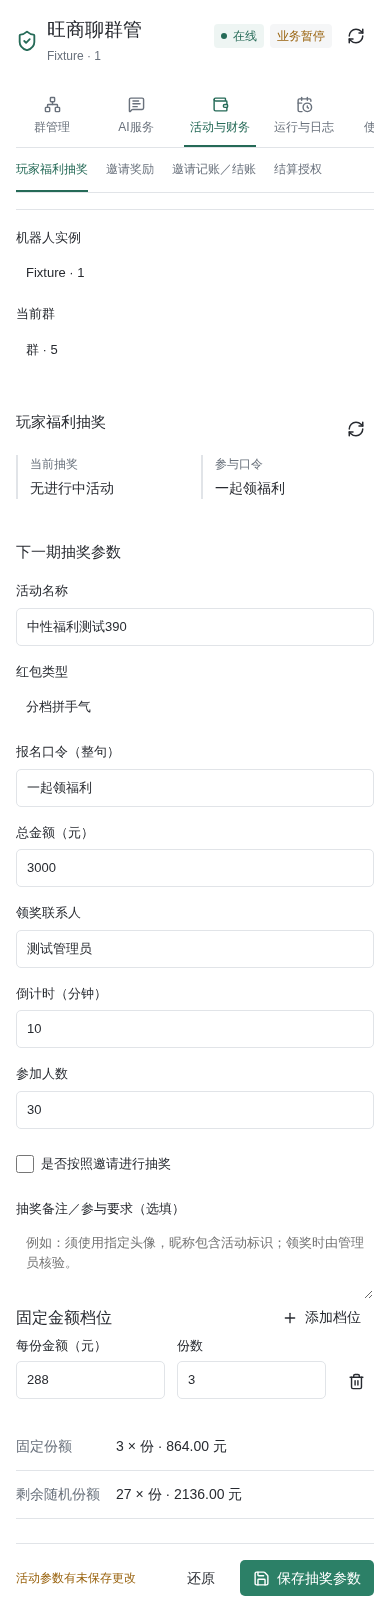 旺商聊群管
Fixture · 1
在线
业务暂停
群管理
AI服务
活动与财务
运行与日志
玩家福利抽奖
邀请奖励
邀请记账／结账
结算授权
机器人实例
Fixture · 1
当前群
群 · 5
玩家福利抽奖
当前抽奖
无进行中活动
参与口令
一起领福利
下一期抽奖参数
活动名称
中性福利测试390
红包类型
分档拼手气
报名口令（整句）
一起领福利
总金额（元）
3000
领奖联系人
测试管理员
倒计时（分钟）
10
参加人数
30
是否按照邀请进行抽奖
抽奖备注／参与要求（选填）
例如：须使用指定头像，昵称包含活动标识；领奖时由管理
员核验。
固定金额档位
添加档位
每份金额（元）
份数
288
3
固定份额
3 × 份 · 864.00 元
剩余随机份额
27 × 份 · 2136.00 元
活动参数有未保存更改
还原
保存抽奖参数